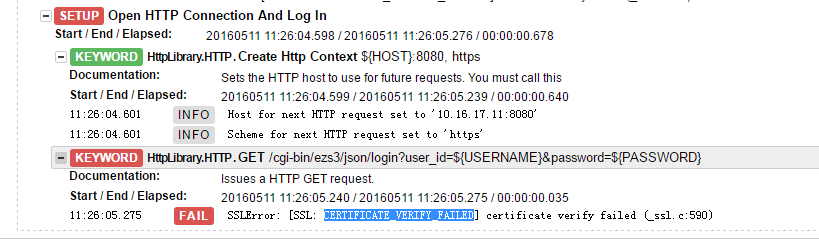 SETUP Open HTTP Connection And Log In
Start / End / Elapsed: 20160511 11:26:04.598 / 20160511 11:26:05.276 / 00:00:00.678
KEYWORD HttpLibrary.HTTP. Create Http Context ${HOST}:8080, https
Documentation: Sets the HTTP host to use for future requests. You must call this
Start / End / Elapsed: 20160511 11:26:04.599 / 20160511 11:26:05.239 / 00:00:00.640
11:26:04.601 INFO Host for next HTTP request set to '10.16.17.11:8080'
11:26:04.601 INFO Scheme for next HTTP request set to 'https'
KEYWORD HttpLibrary.HTTP. GET /cgi-bin/ezs3/json/login?user_id=${USERNAME}&password=${PASSWORD}
Documentation: Issues a HTTP GET request.
Start / End / Elapsed: 20160511 11:26:05.240 / 20160511 11:26:05.275 / 00:00:00.035
11:26:05.275 FAIL SSLError: [SSL: CERTIFICATE_VERIFY_FAILED] certificate verify failed (_ssl.c:590)